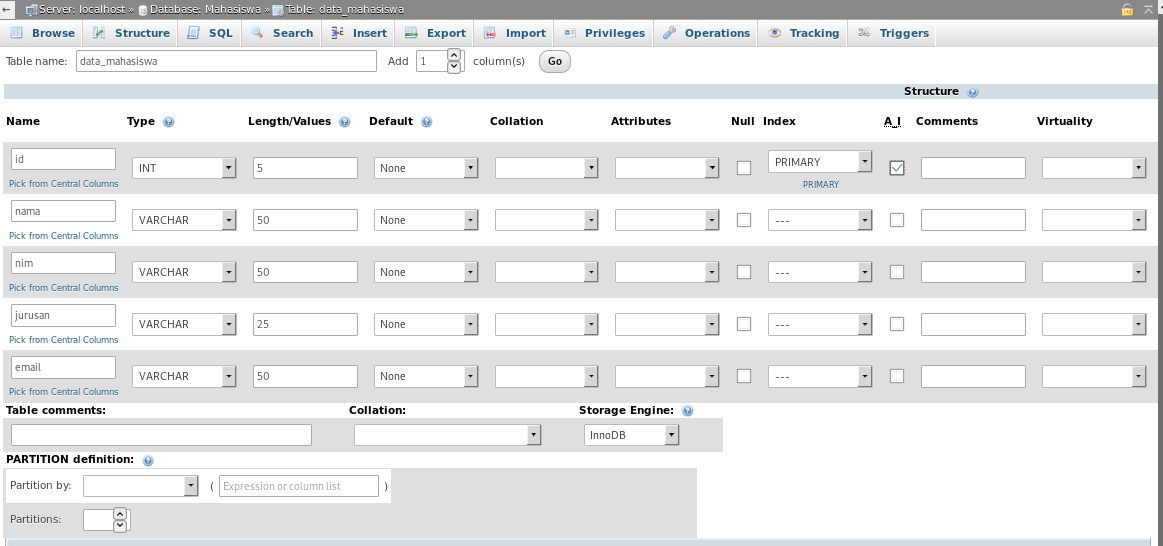 Server: localhost » Database: Mahasiswa » Table: data_mahasiswa
Browse Structure SQL Search Insert Export Import Privileges Operations Tracking Triggers
Table name: data_mahasiswa Add 1 column(s) Go
Structure
Name Type Length/Values Default Collation Attributes Null Index A_I Comments Virtuality
id INT 5 None PRIMARY
Pick from Central Columns PRIMARY
nama VARCHAR 50 None ---
Pick from Central Columns
nim VARCHAR 50 None ---
Pick from Central Columns
jurusan VARCHAR 25 None ---
Pick from Central Columns
email VARCHAR 50 None ---
Pick from Central Columns
Table comments: Collation: Storage Engine:
InnoDB
PARTITION definition:
Partition by: ( Expression or column list )
Partitions: